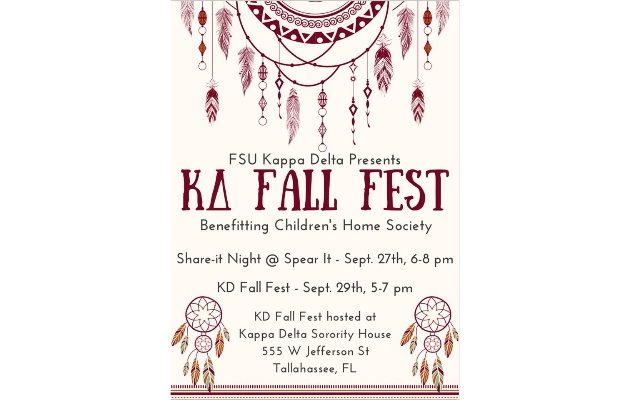 FSU Kappa Delta Presents
KΔ FALL FEST
Benefitting Children's Home Society
Share-it Night @ Spear It - Sept. 27th, 6-8 pm
KD Fall Fest - Sept. 29th, 5-7 pm
KD Fall Fest hosted at
Kappa Delta Sorority House
555 W Jefferson St
Tallahassee, FL